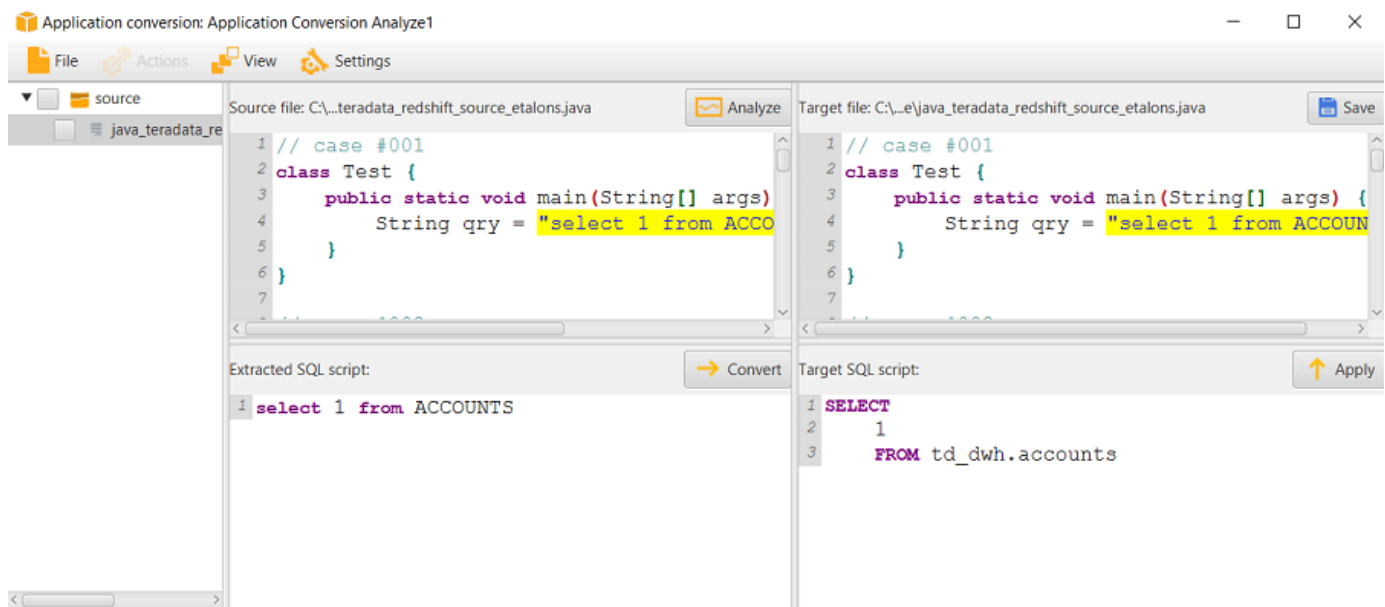 Application conversion: Application Conversion Analyze1
File Actions View Settings
source
java_teradata_re
Source file: C:\...teradata_redshift_source_etalons.java
Analyze
1 // case #001
2 class Test {
3 public static void main(String[] args)
4 String qry = "select 1 from ACCO
5 }
6 }
7
Target file: C:\...e\java_teradata_redshift_source_etalons.java
Save
1 // case #001
2 class Test {
3 public static void main(String[] args) {
4 String qry = "select 1 from ACCOUN
5 }
6 }
7
Extracted SQL script:
Convert
1 select 1 from ACCOUNTS
Target SQL script:
Apply
1 SELECT
2 1
3 FROM td_dwh.accounts